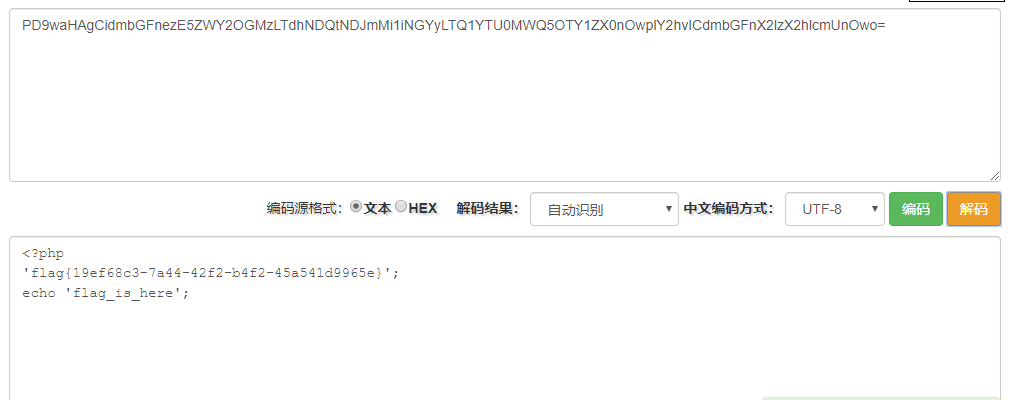 PD9waHAgCidmbGFnezE5ZWY2OGMzLTdhNDQtNDJmMi1iNGYyLTQ1YTU0MWQ5OTY1ZX0nOwplY2hvICdmbGFnX2lzX2hlcmUnOwo=
编码源格式: 文本 HEX 解码结果: 自动识别 中文编码方式: UTF-8 编码 解码
<?php
'flag{19ef68c3-7a44-42f2-b4f2-45a541d9965e}';
echo 'flag_is_here';